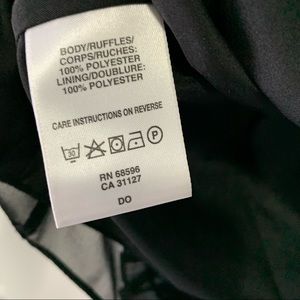 BODY/RUFFLES/
CORPS/RUCHES:
100% POLYESTER
LINING/DOUBLURE:
100% POLYESTER
CARE INSTRUCTIONS ON REVERSE
30 P
RN 68596
CA 31127
DO